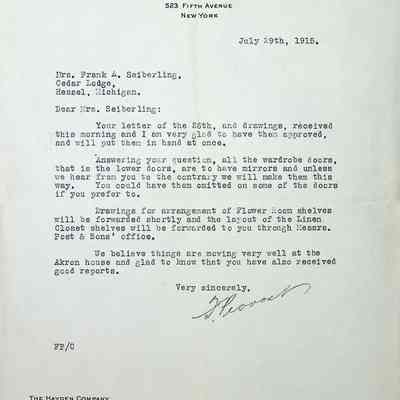 523 FIFTH AVENUE
NEW YORK
July 29th, 1915.
Mrs. Frank A. Seiberling,
Cedar Lodge,
Hessel, Michigan.
Dear Mrs. Seiberling:
Your letter of the 26th, and drawings, received
this morning and I am very glad to have them approved,
and will put them in hand at once.
Answering your question, all the wardrobe doors,
that is the lower doors, are to have mirrors and unless
we hear from you to the contrary we will make them this
way. You could have them omitted on some of the doors
if you prefer to.
Drawings for arrangement of Flower Room shelves
will be forwarded shortly and the layout of the Linen
Closet shelves will be forwarded to you through Messrs.
Post & Sons' office.
We believe things are moving very well at the
Akron house and glad to know that you have also received
good reports.
Very sincerely,
FP/C
THE HAYDEN COMPANY